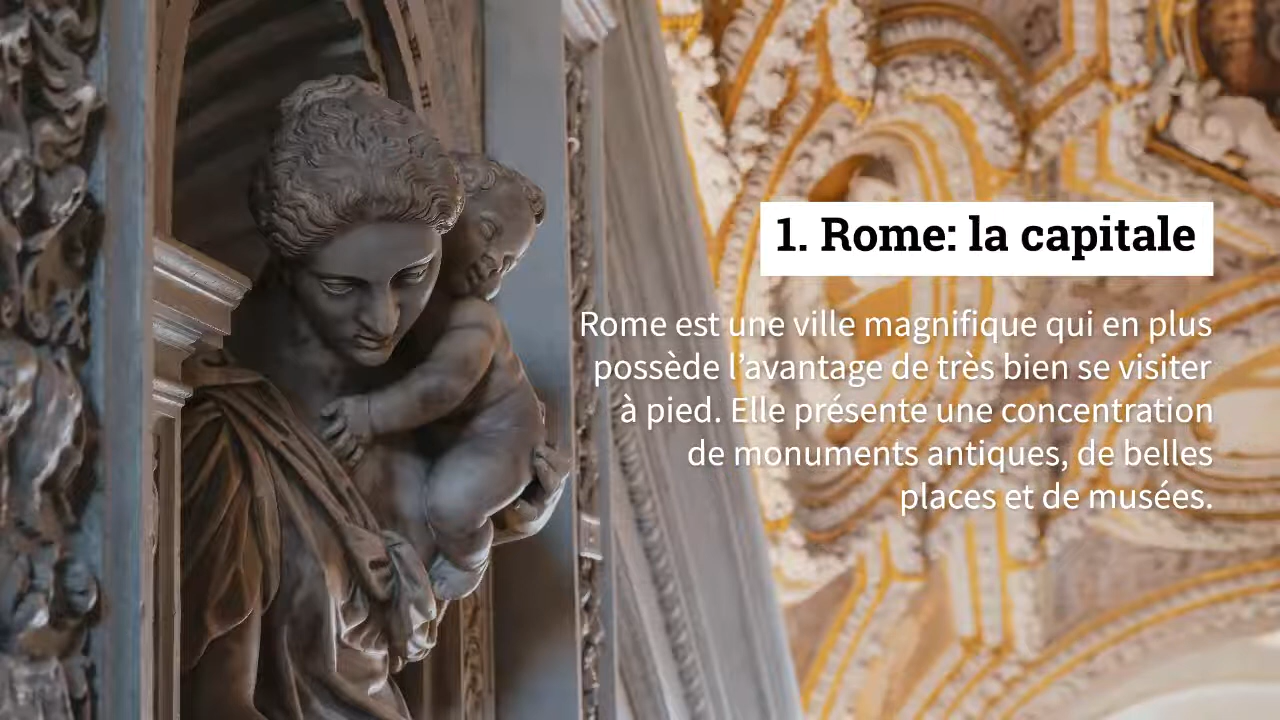 1. Rome: la capitale
Rome est une ville magnifique qui en plus
possède l’avantage de très bien se visiter
à pied. Elle présente une concentration
de monuments antiques, de belles
places et de musées.